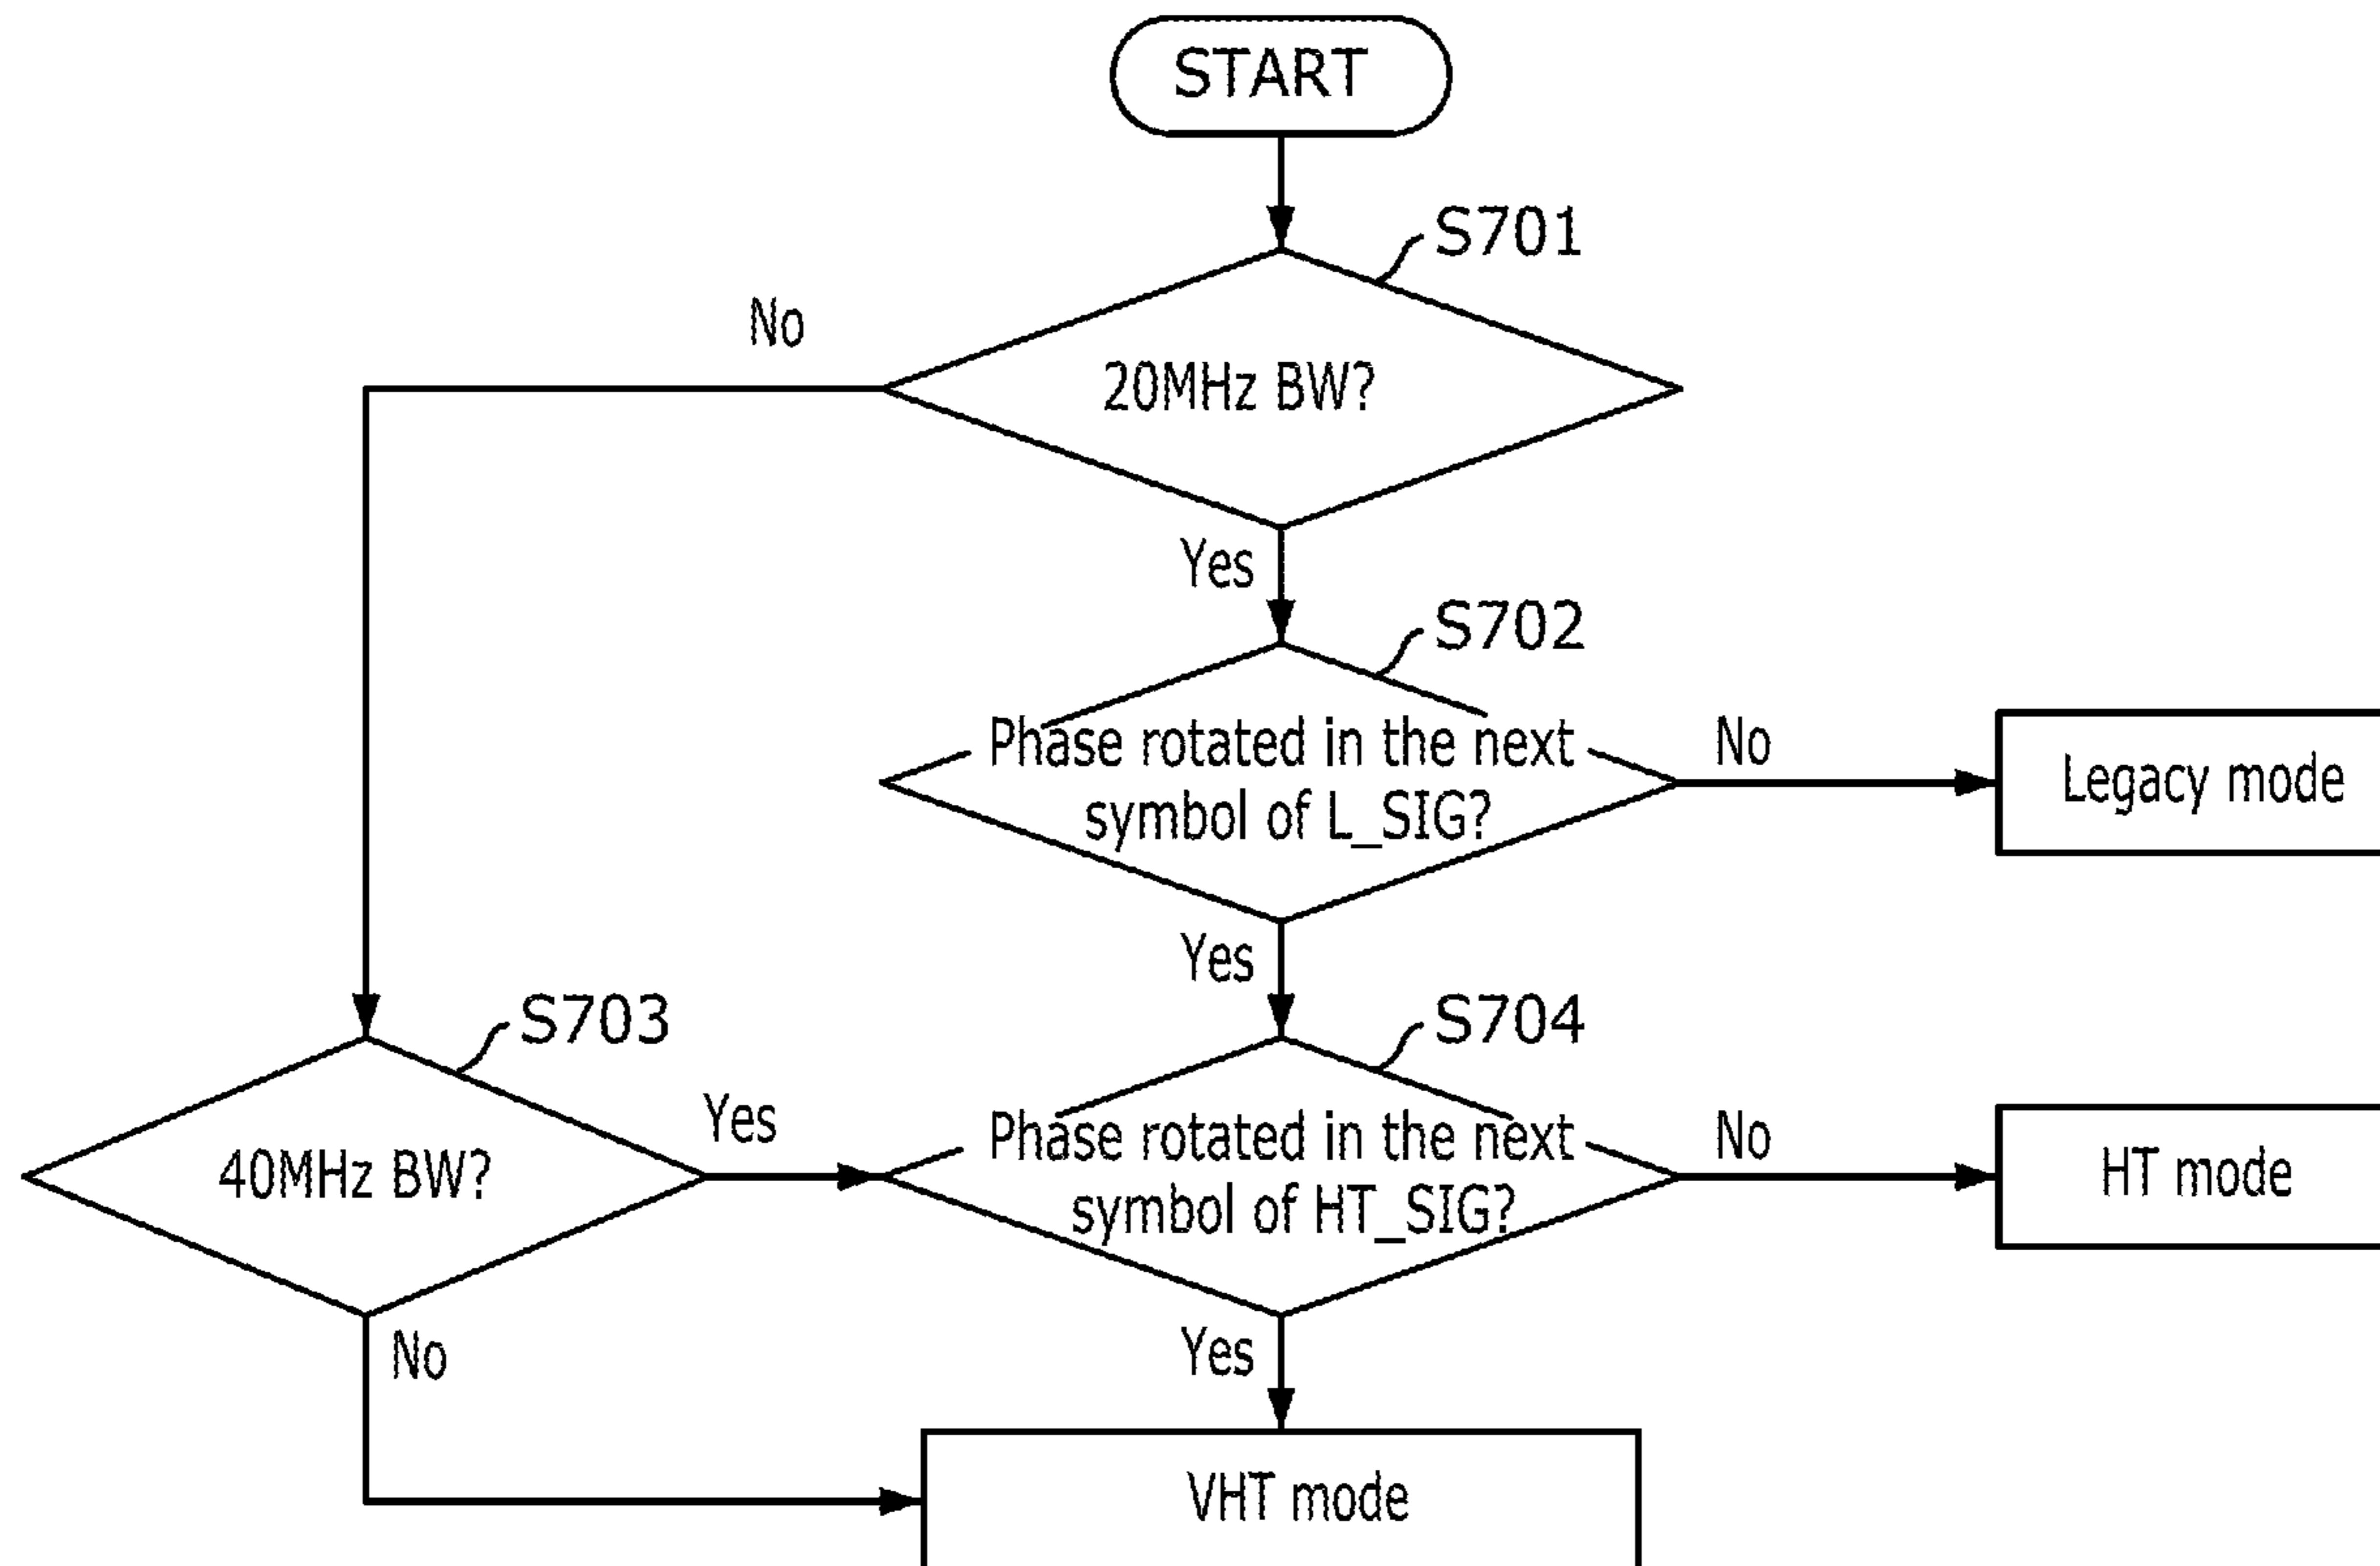 START
S701
No
20MHz BW?
Yes
S702
Phase rotated in the next
symbol of L_SIG?
No
Legacy mode
Yes
S703
S704
40MHz BW?
Yes
Phase rotated in the next
symbol of HT_SIG?
No
HT mode
No
Yes
VHT mode